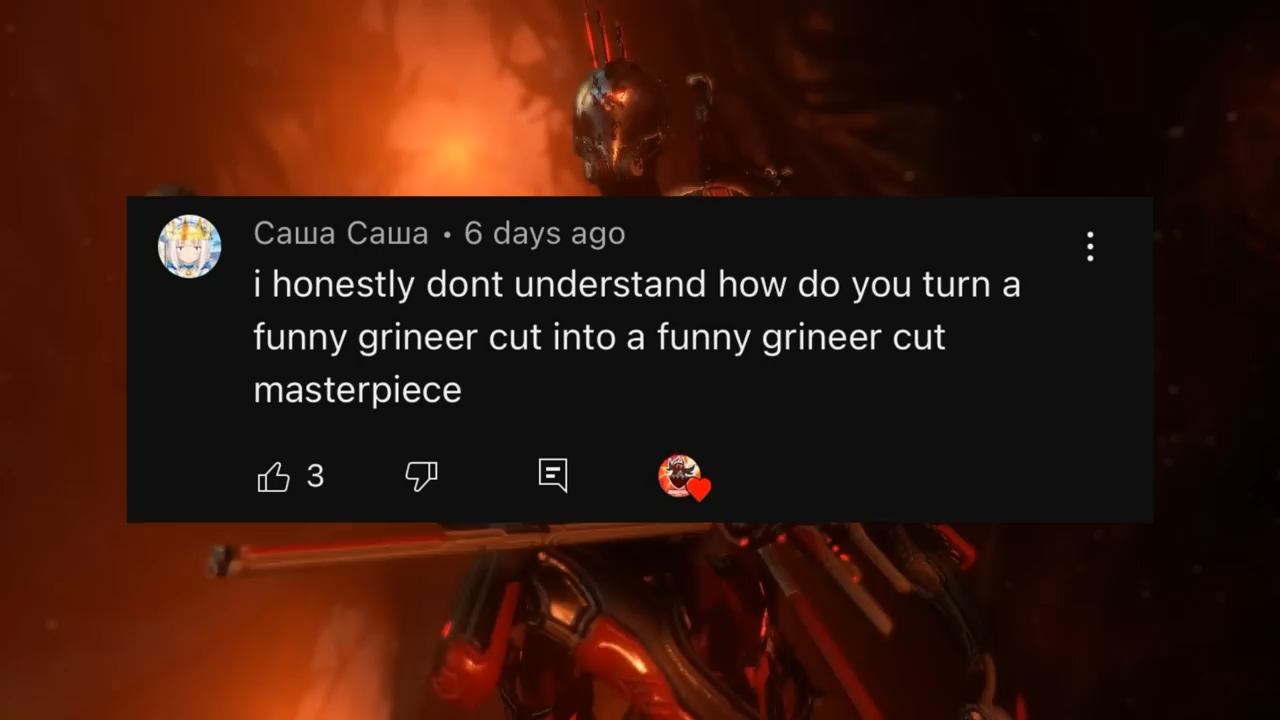 Саша Саша • 6 days ago
i honestly dont understand how do you turn a
funny grineer cut into a funny grineer cut
masterpiece
3